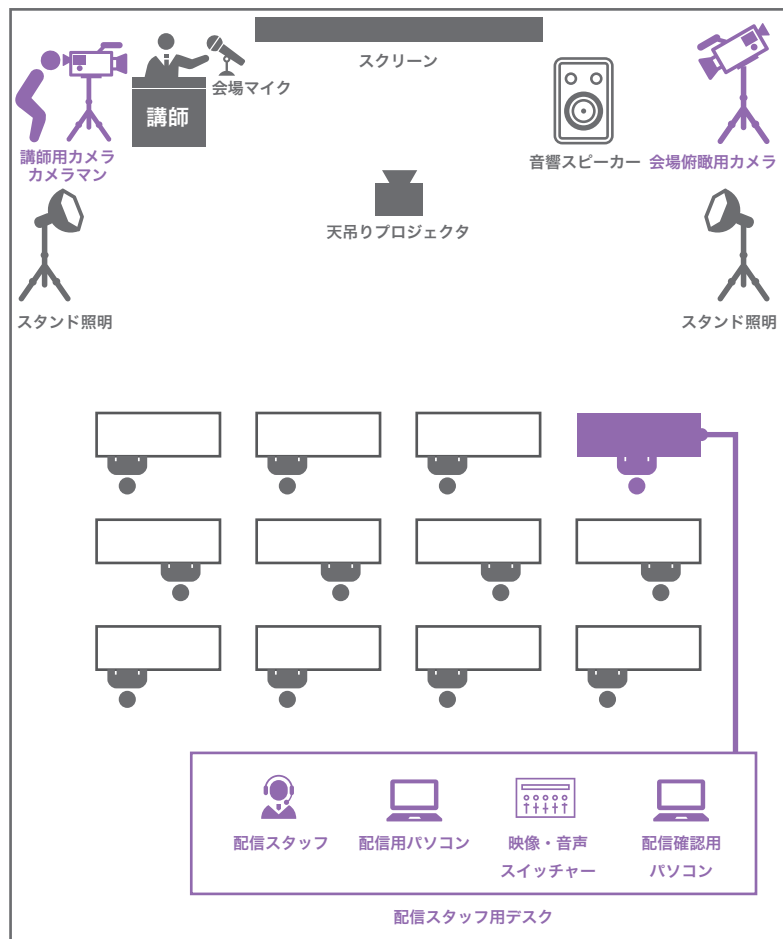 スクリーン
会場マイク
講師
講師用カメラ
カメラマン
音響スピーカー
会場俯瞰用カメラ
天吊りプロジェクタ
スタンド照明
スタンド照明
配信スタッフ
配信用パソコン
映像・音声
スイッチャー
配信確認用
パソコン
配信スタッフ用デスク